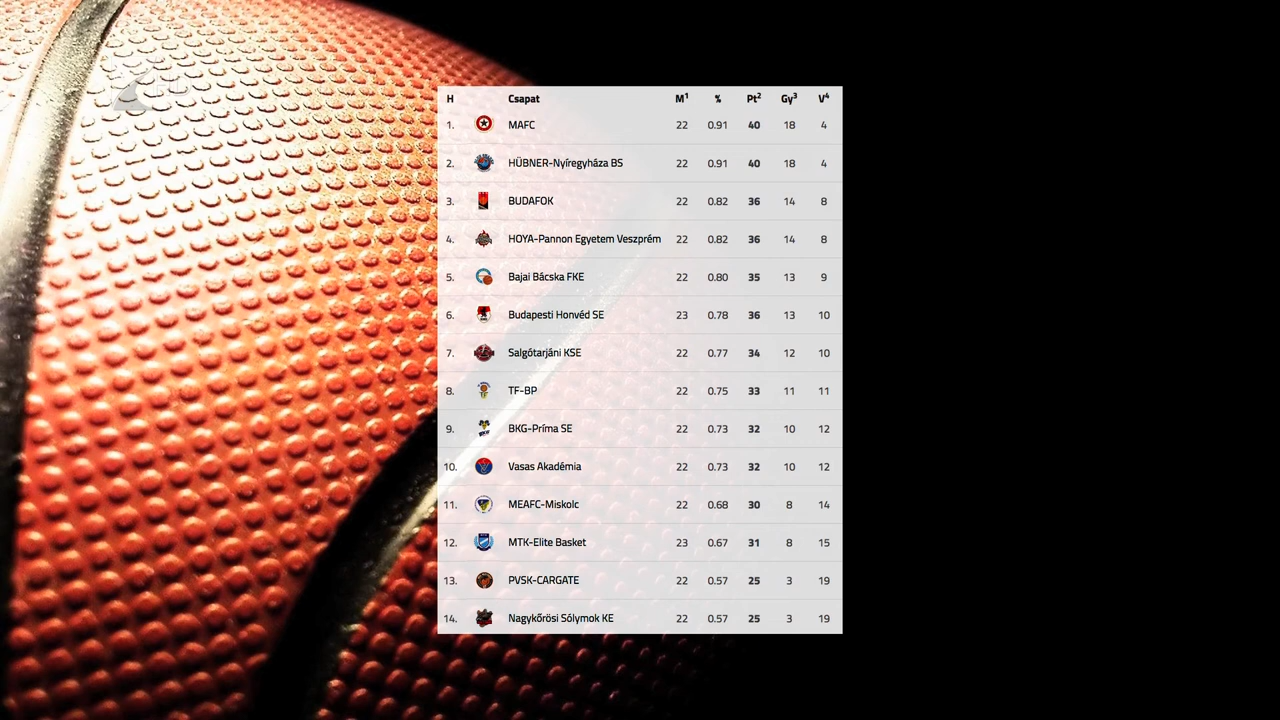 HD
H Csapat M1 % Pt2 Gy3 V4
1. MAFC 22 0.91 40 18 4
2. HÜBNER-Nyíregyháza BS 22 0.91 40 18 4
3. BUDAFOK 22 0.82 36 14 8
4. HOYA-Pannon Egyetem Veszprém 22 0.82 36 14 8
5. Bajai Bácska FKE 22 0.80 35 13 9
6. Budapesti Honvéd SE 23 0.78 36 13 10
7. Salgótarjáni KSE 22 0.77 34 12 10
8. TF-BP 22 0.75 33 11 11
9. BKG-Príma SE 22 0.73 32 10 12
10. Vasas Akadémia 22 0.73 32 10 12
11. MEAFC-Miskolc 22 0.68 30 8 14
12. MTK-Elite Basket 23 0.67 31 8 15
13. PVSK-CARGATE 22 0.57 25 3 19
14. Nagykőrösi Sólymok KE 22 0.57 25 3 19